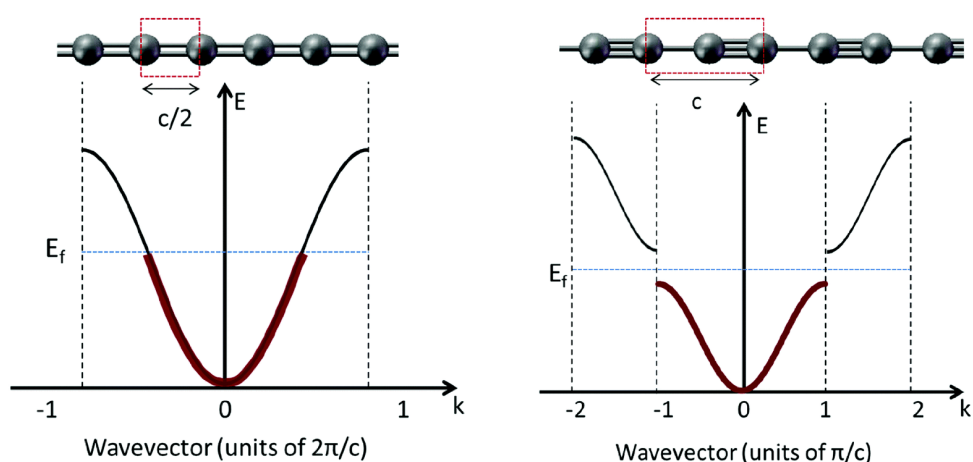 c/2
E
E_f
-1 0 1 k
Wavevector (units of 2π/c)
c
E
E_f
-2 -1 0 1 2 k
Wavevector (units of π/c)